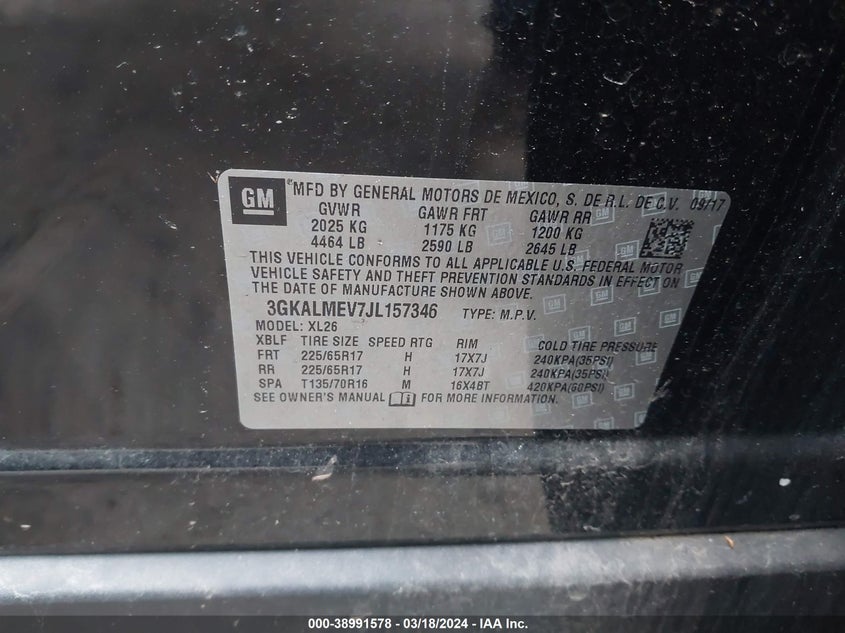 GM
MFD BY GENERAL MOTORS DE MEXICO, S. DE R.L. DE C.V. 09/17
GVWR GAWR FRT GAWR RR
2025 KG 1175 KG 1200 KG
4464 LB 2590 LB 2645 LB
THIS VEHICLE CONFORMS TO ALL APPLICABLE U.S. FEDERAL MOTOR
VEHICLE SAFETY AND THEFT PREVENTION STANDARDS IN EFFECT ON
THE DATE OF MANUFACTURE SHOWN ABOVE.
3GKALMEV7JL157346 TYPE: M.P.V.
MODEL: XL26
XBLF TIRE SIZE SPEED RTG RIM COLD TIRE PRESSURE
FRT 225/65R17 H 17X7J 240KPA(35PSI)
RR 225/65R17 H 17X7J 240KPA(35PSI)
SPA T135/70R16 M 16X4BT 420KPA(60PSI)
SEE OWNER'S MANUAL FOR MORE INFORMATION.
000-38991578 — 03/18/2024 — IAA Inc.